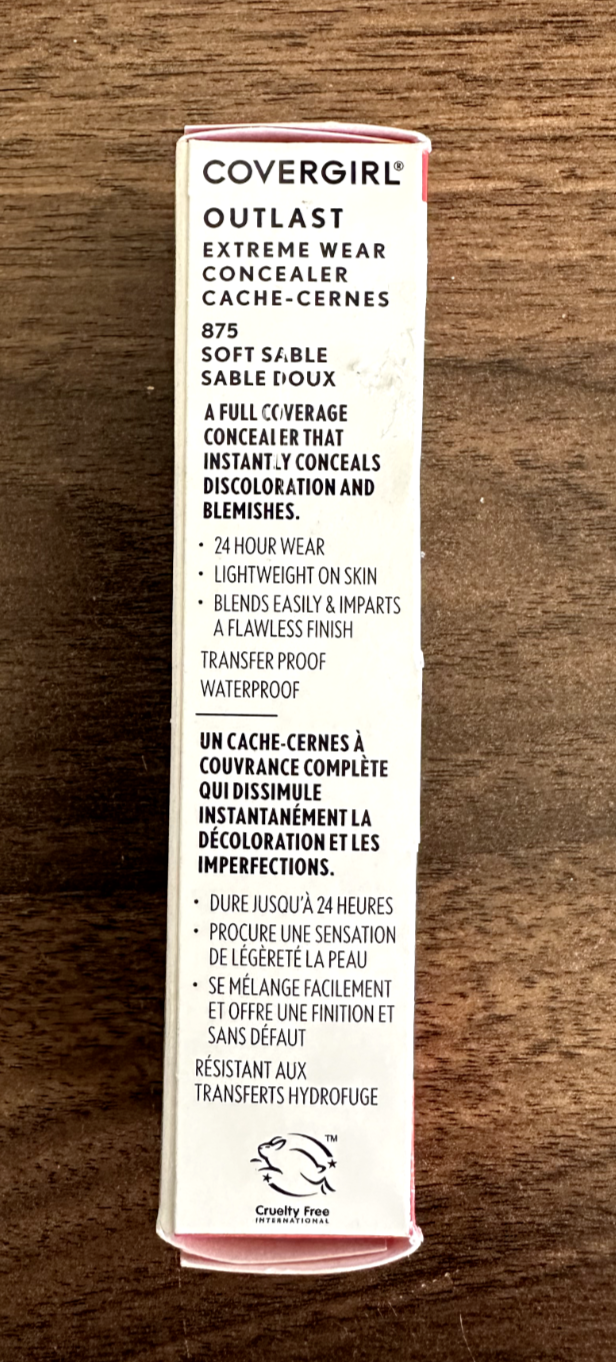 COVERGIRL®
OUTLAST
EXTREME WEAR
CONCEALER
CACHE-CERNES
875
SOFT SABLE
SABLE DOUX
A FULL COVERAGE
CONCEALER THAT
INSTANTLY CONCEALS
DISCOLORATION AND
BLEMISHES.
• 24 HOUR WEAR
• LIGHTWEIGHT ON SKIN
• BLENDS EASILY & IMPARTS
A FLAWLESS FINISH
TRANSFER PROOF
WATERPROOF
UN CACHE-CERNES À
COUVRANCE COMPLÈTE
QUI DISSIMULE
INSTANTANÉMENT LA
DÉCOLORATION ET LES
IMPERFECTIONS.
• DURE JUSQU'À 24 HEURES
• PROCURE UNE SENSATION
DE LÉGÈRETÉ LA PEAU
• SE MÉLANGE FACILEMENT
ET OFFRE UNE FINITION ET
SANS DÉFAUT
RÉSISTANT AUX
TRANSFERTS HYDROFUGE
TM
Cruelty Free
INTERNATIONAL